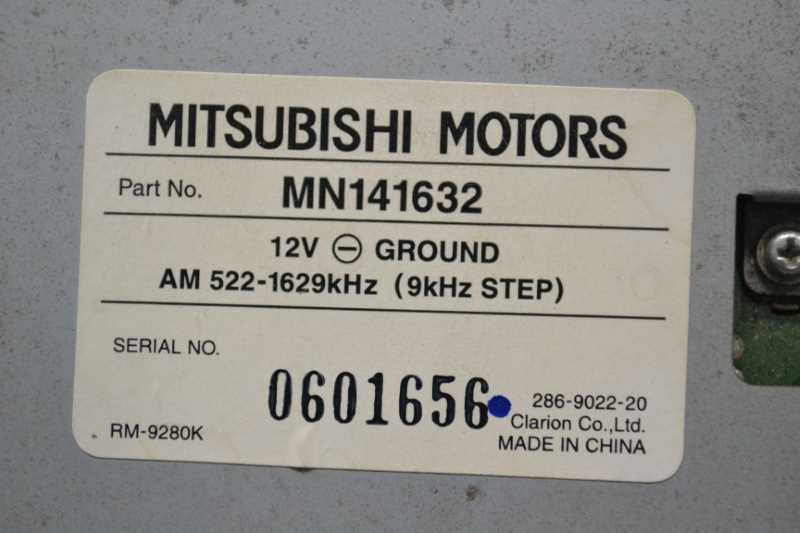 MITSUBISHI MOTORS
Part No. MN141632
12V ⊖ GROUND
AM 522-1629kHz (9kHz STEP)
SERIAL NO.
0601656
286-9022-20
RM-9280K Clarion Co.,Ltd.
MADE IN CHINA